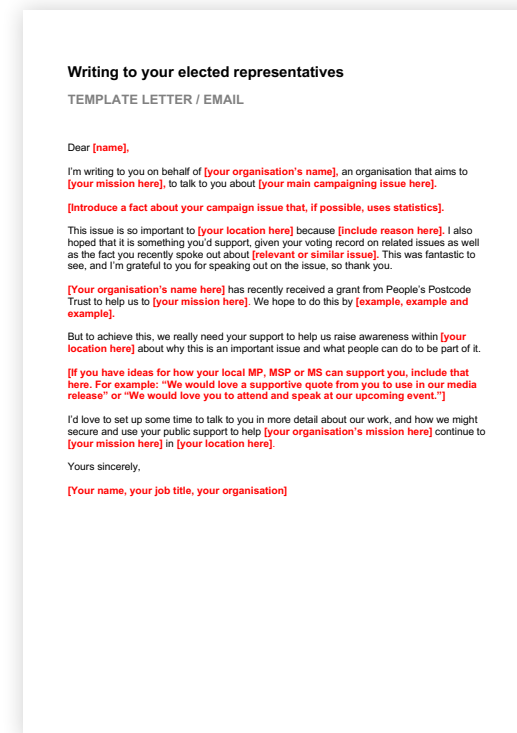 Writing to your elected representatives
TEMPLATE LETTER / EMAIL
Dear [name],
I’m writing to you on behalf of [your organisation’s name], an organisation that aims to
[your mission here], to talk to you about [your main campaigning issue here].
[Introduce a fact about your campaign issue that, if possible, uses statistics].
This issue is so important to [your location here] because [include reason here]. I also
hoped that it is something you’d support, given your voting record on related issues as well
as the fact you recently spoke out about [relevant or similar issue]. This was fantastic to
see, and I’m grateful to you for speaking out on the issue, so thank you.
[Your organisation’s name here] has recently received a grant from People’s Postcode
Trust to help us to [your mission here]. We hope to do this by [example, example and
example].
But to achieve this, we really need your support to help us raise awareness within [your
location here] about why this is an important issue and what people can do to be part of it.
[If you have ideas for how your local MP, MSP or MS can support you, include that
here. For example: “We would love a supportive quote from you to use in our media
release” or “We would love you to attend and speak at our upcoming event.”]
I’d love to set up some time to talk to you in more detail about our work, and how we might
secure and use your public support to help [your organisation’s mission here] continue to
[your mission here] in [your location here].
Yours sincerely,
[Your name, your job title, your organisation]